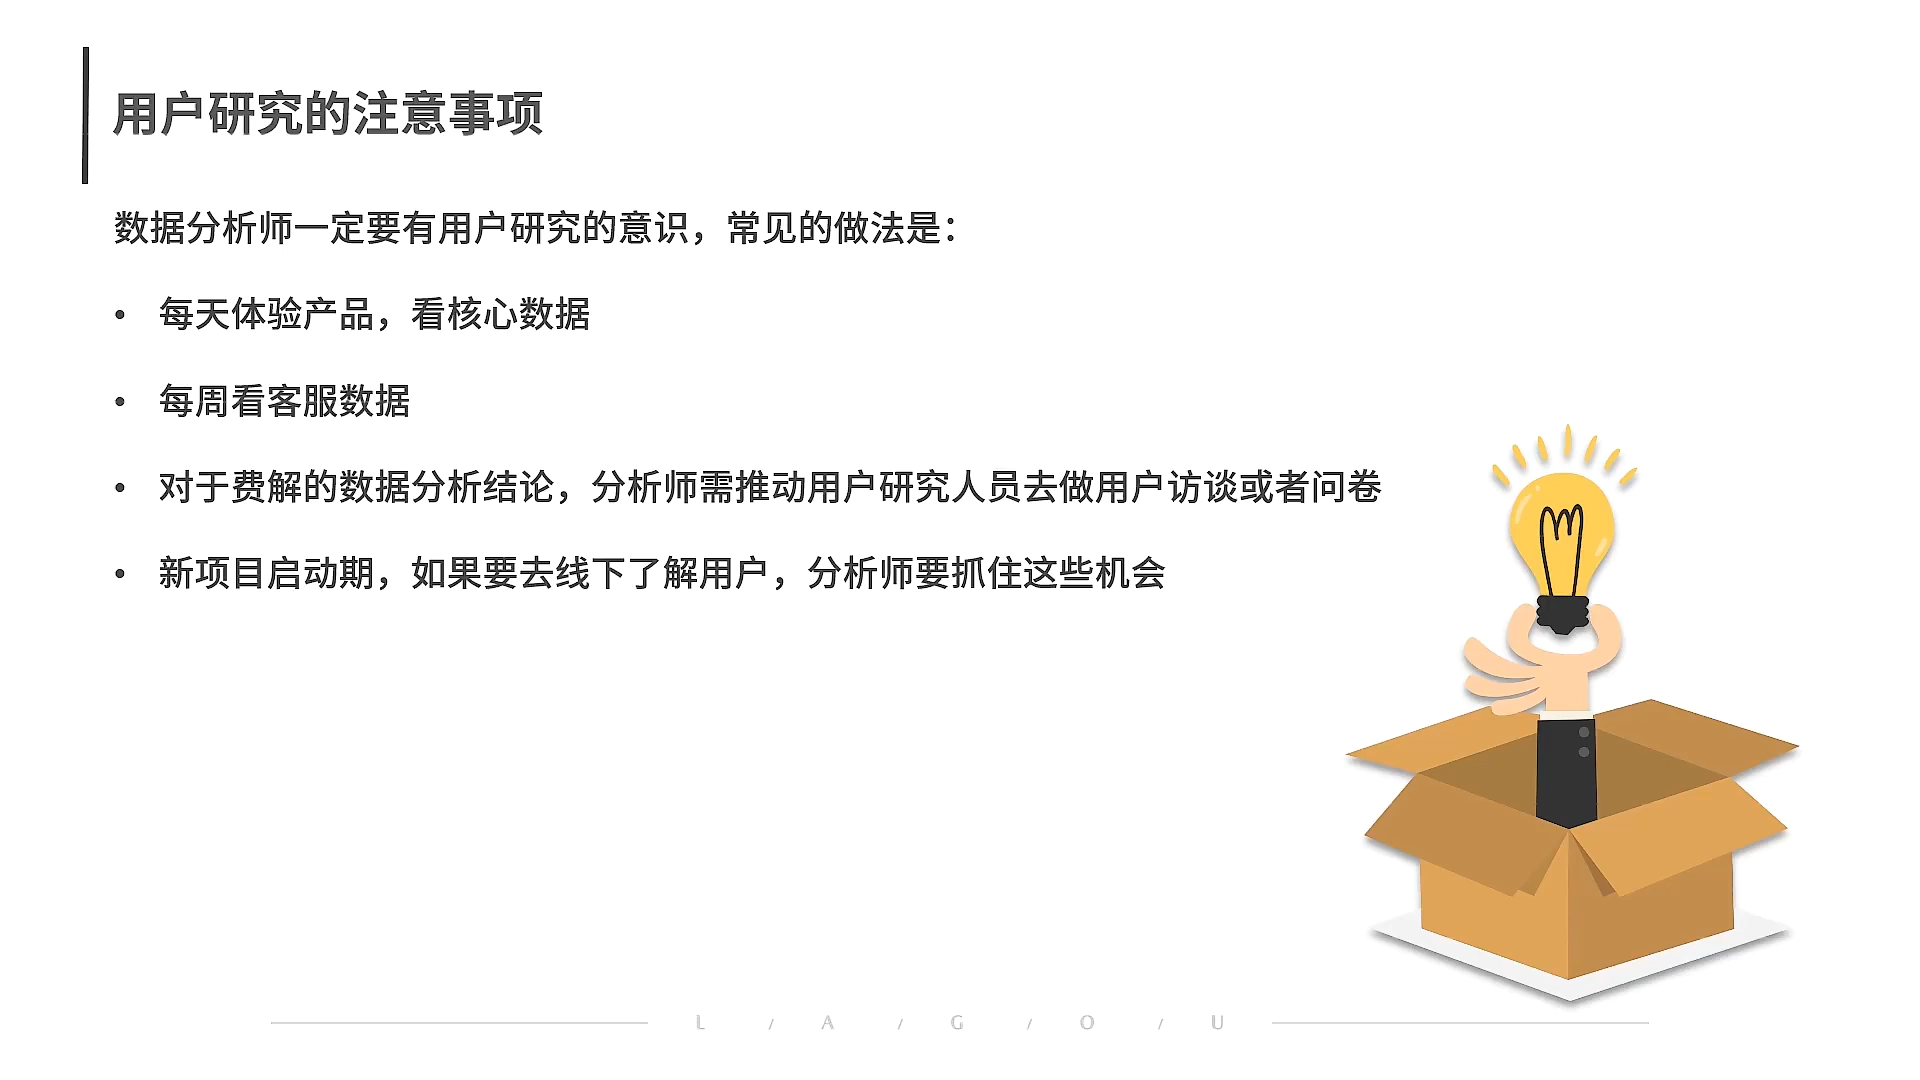 用户研究的注意事项
数据分析师一定要有用户研究的意识，常见的做法是：
• 每天体验产品，看核心数据
• 每周看客服数据
• 对于费解的数据分析结论，分析师需推动用户研究人员去做用户访谈或者问卷
• 新项目启动期，如果要去线下了解用户，分析师要抓住这些机会
L / A / G / O / U